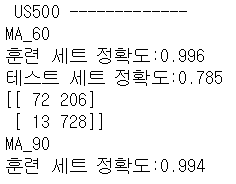 US500 -------------
MA_60
훈련 세트 정확도:0.996
테스트 세트 정확도:0.785
[[ 72 206]
 [ 13 728]]
MA_90
훈련 세트 정확도:0.994